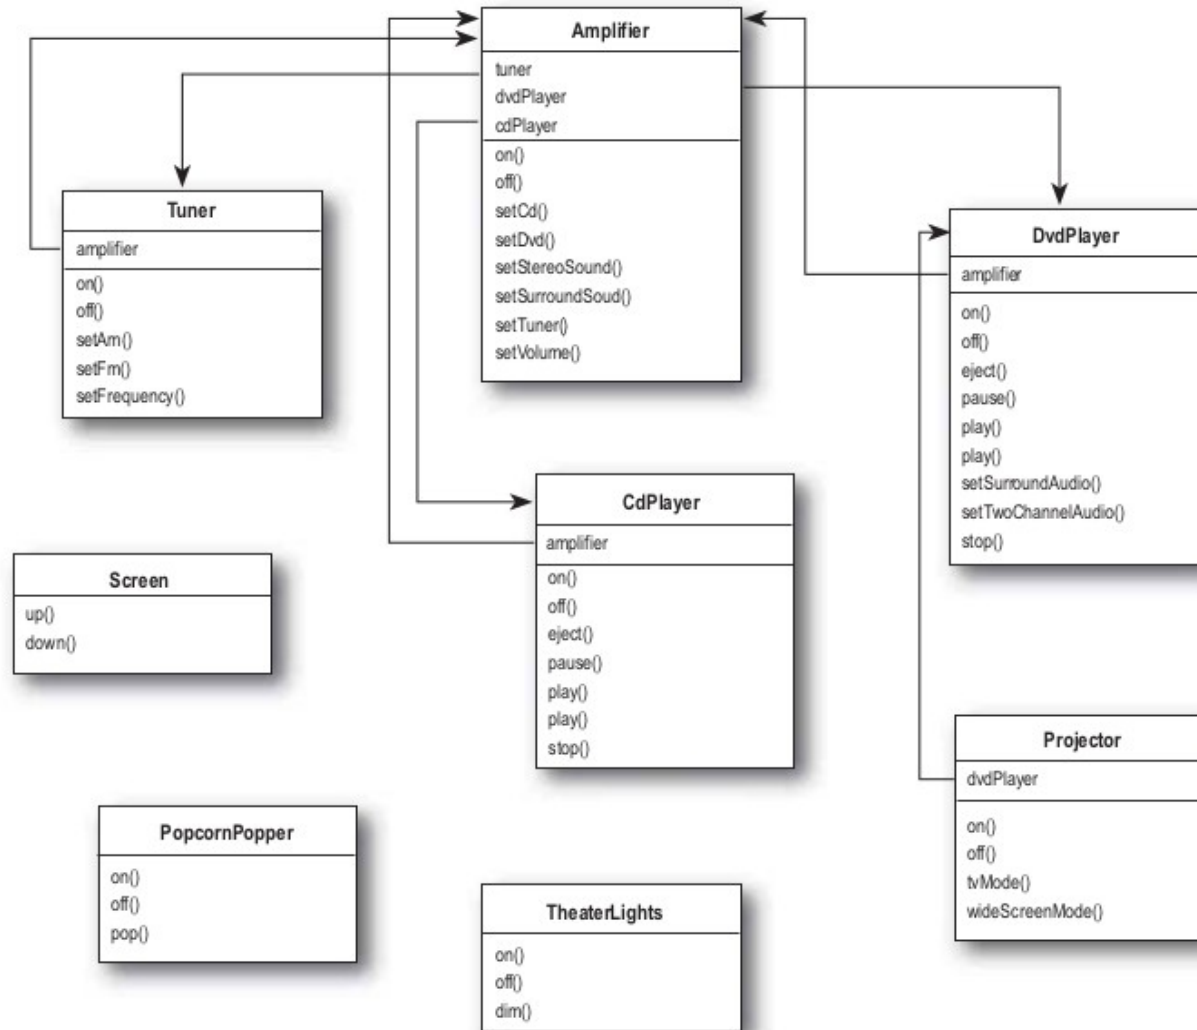 Amplifier
tuner
dvdPlayer
cdPlayer
on()
off()
setCd()
setDvd()
setStereoSound()
setSurroundSoud()
setTuner()
setVolume()
Tuner
amplifier
on()
off()
setAm()
setFm()
setFrequency()
DvdPlayer
amplifier
on()
off()
eject()
pause()
play()
play()
setSurroundAudio()
setTwoChannelAudio()
stop()
CdPlayer
amplifier
on()
off()
eject()
pause()
play()
play()
stop()
Screen
up()
down()
Projector
dvdPlayer
on()
off()
tvMode()
wideScreenMode()
PopcornPopper
on()
off()
pop()
TheaterLights
on()
off()
dim()